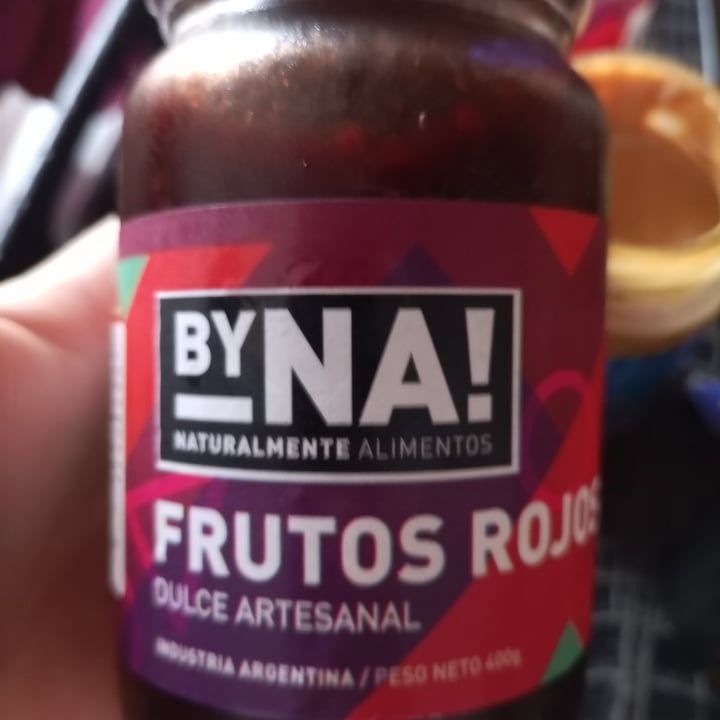 BY NA!
NATURALMENTE ALIMENTOS
FRUTOS ROJOS
DULCE ARTESANAL
INDUSTRIA ARGENTINA / PESO NETO 400g